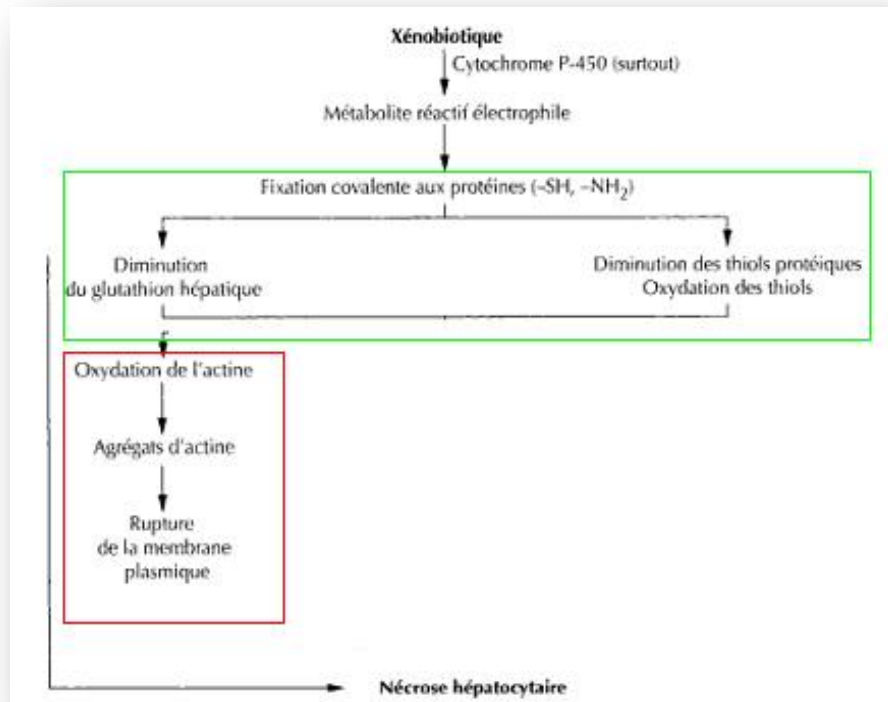 Xénobiotique
Cytochrome P-450 (surtout)
Métabolite réactif électrophile
Fixation covalente aux protéines (–SH, –NH₂)
Diminution
du glutathion hépatique
Diminution des thiols protéiques
Oxydation des thiols
Oxydation de l'actine
Agrégats d'actine
Rupture
de la membrane
plasmique
Nécrose hépatocytaire